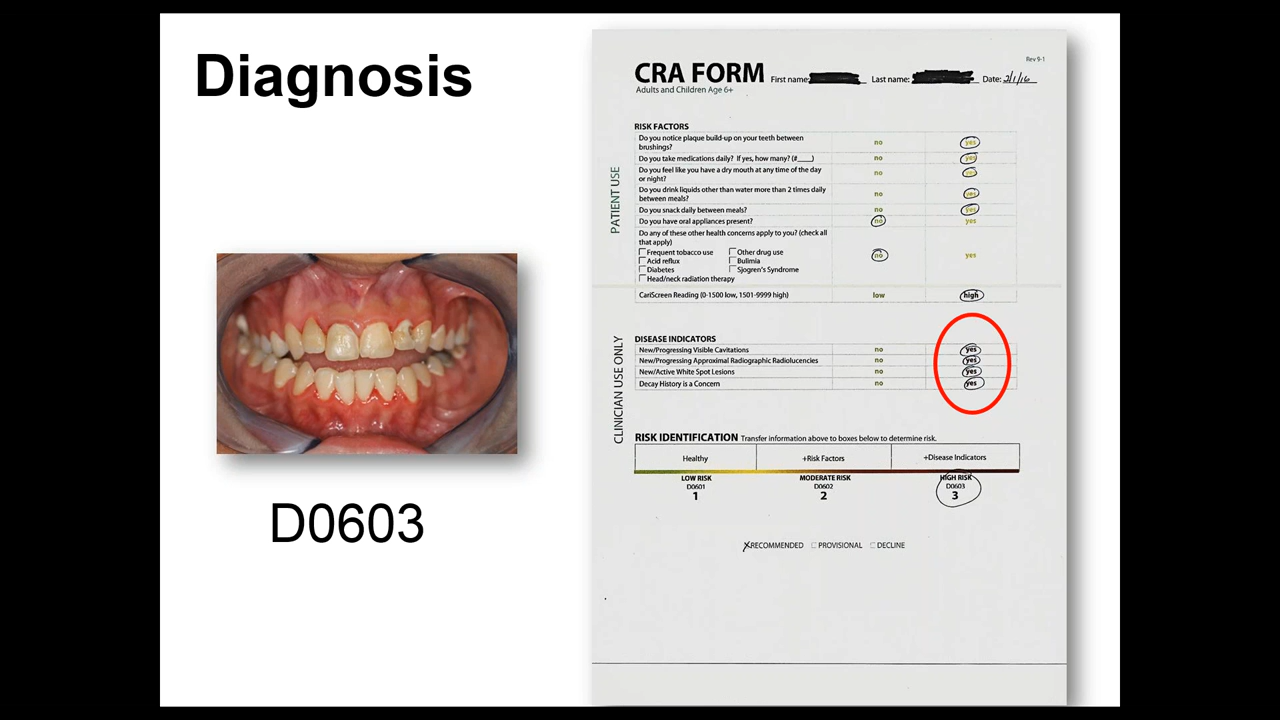 Diagnosis
D0603
Rev 9-1
CRA FORM First name: Last name: Date: 2/1/16
Adults and Children Age 6+
RISK FACTORS
PATIENT USE
Do you notice plaque build-up on your teeth between
brushings? no yes
Do you take medications daily? If yes, how many? (#____) no yes
Do you feel like you have a dry mouth at any time of the day
or night? no yes
Do you drink liquids other than water more than 2 times daily
between meals? no yes
Do you snack daily between meals? no yes
Do you have oral appliances present? no yes
Do any of these other health concerns apply to you? (check all
that apply) no yes
Frequent tobacco use Other drug use
Acid reflux Bulimia
Diabetes Sjogren's Syndrome
Head/neck radiation therapy
CariScreen Reading (0-1500 low, 1501-9999 high) low high
CLINICIAN USE ONLY
DISEASE INDICATORS
New/Progressing Visible Cavitations no yes
New/Progressing Approximal Radiographic Radiolucencies no yes
New/Active White Spot Lesions no yes
Decay History is a Concern no yes
RISK IDENTIFICATION Transfer information above to boxes below to determine risk.
Healthy +Risk Factors +Disease Indicators
LOW RISK MODERATE RISK HIGH RISK
D0601 D0602 D0603
1 2 3
RECOMMENDED PROVISIONAL DECLINE